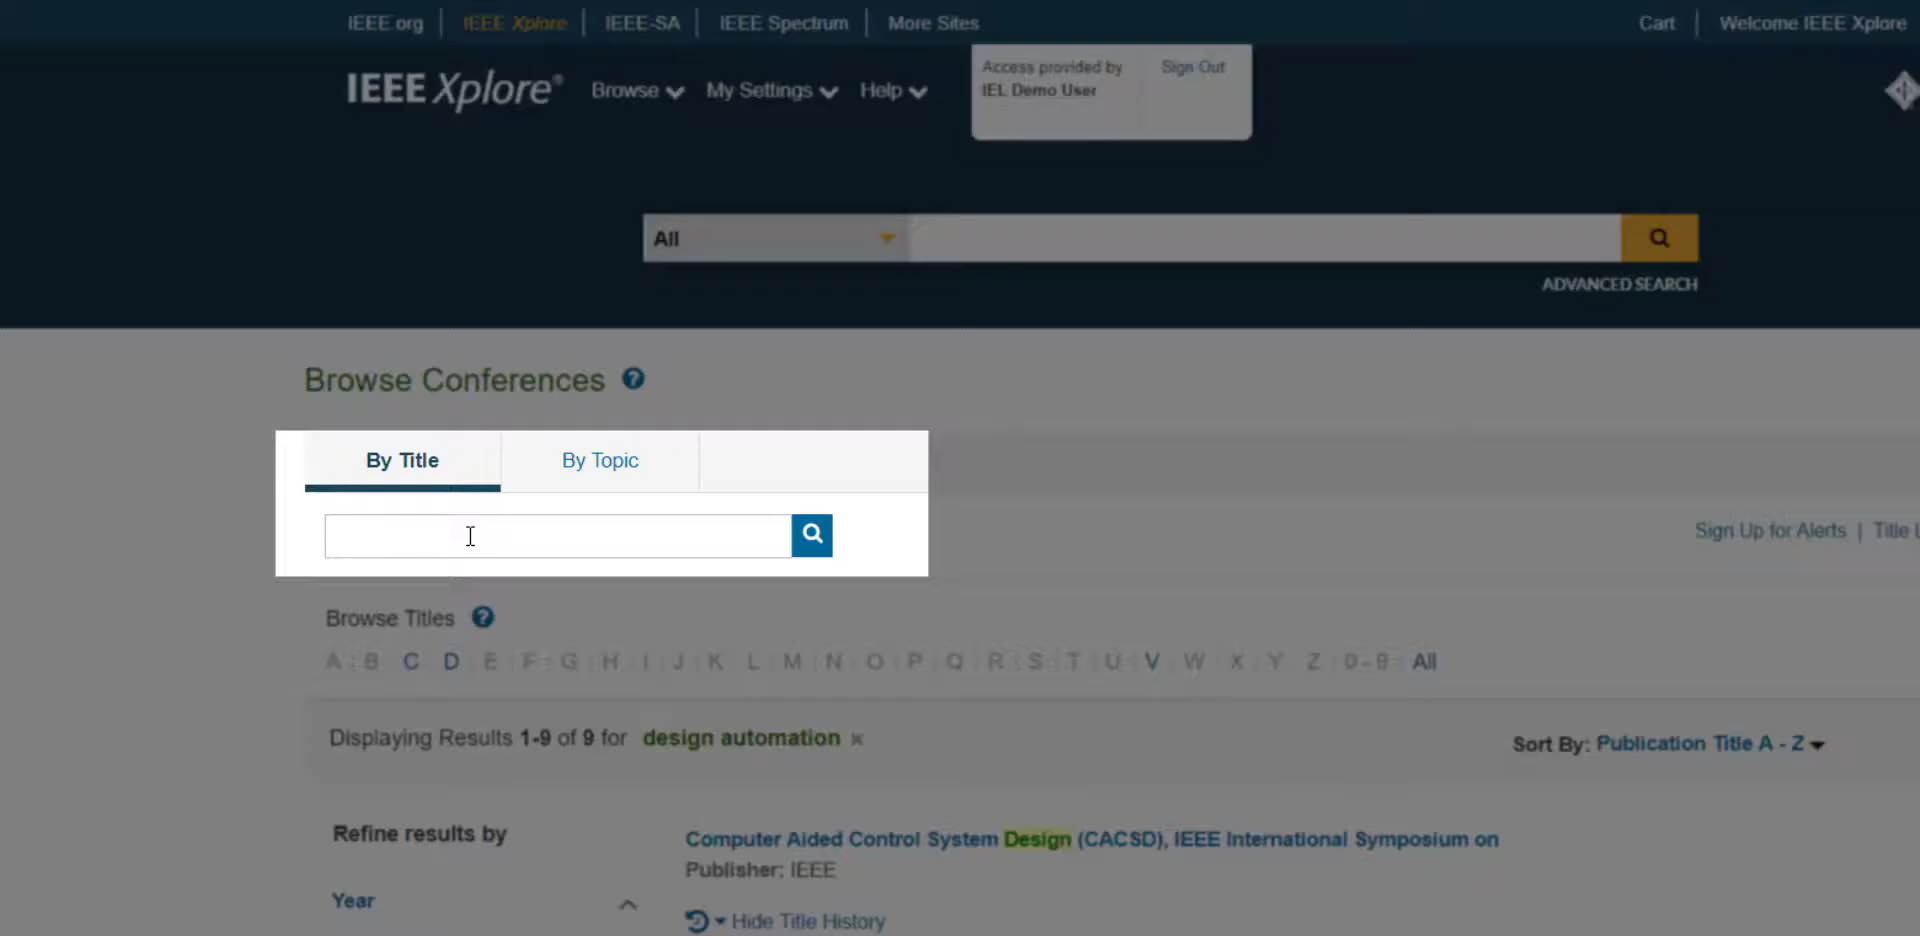 IEEE.org | IEEE Xplore | IEEE-SA | IEEE Spectrum | More Sites
Cart | Welcome IEEE Xplore
IEEE Xplore®
Browse
My Settings
Help
Access provided by
IEL Demo User
Sign Out
All
ADVANCED SEARCH
Browse Conferences ?
By Title
By Topic
Sign Up for Alerts | Title
Browse Titles ?
A B C D E F G H I J K L M N O P Q R S T U V W X Y Z 0-9 All
Displaying Results 1-9 of 9 for design automation ×
Sort By: Publication Title A - Z
Refine results by
Year
Computer Aided Control System Design (CACSD), IEEE International Symposium on
Publisher: IEEE
Hide Title History